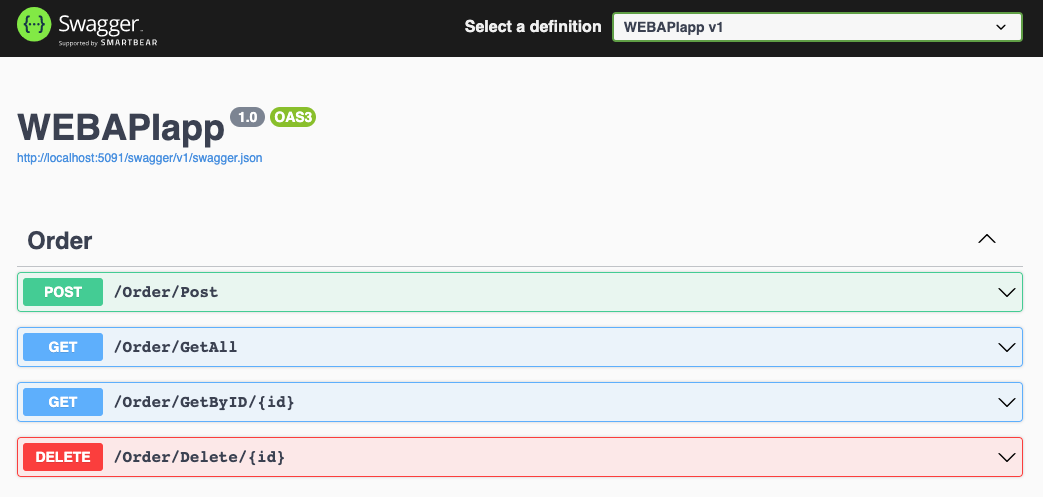 Swagger.
Supported by SMARTBEAR
Select a definition
WEBAPIapp v1
WEBAPIapp 1.0 OAS3
http://localhost:5091/swagger/v1/swagger.json
Order
POST /Order/Post
GET /Order/GetAll
GET /Order/GetByID/{id}
DELETE /Order/Delete/{id}